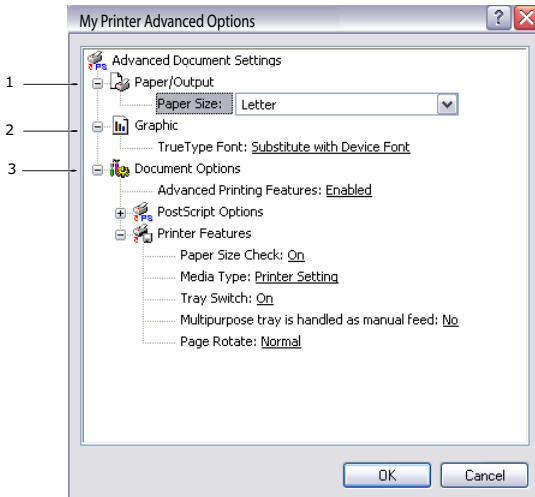 My Printer Advanced Options
Advanced Document Settings
1
Paper/Output
Paper Size: Letter
2
Graphic
TrueType Font: Substitute with Device Font
3
Document Options
Advanced Printing Features: Enabled
PostScript Options
Printer Features
Paper Size Check: On
Media Type: Printer Setting
Tray Switch: On
Multipurpose tray is handled as manual feed: No
Page Rotate: Normal
OK Cancel